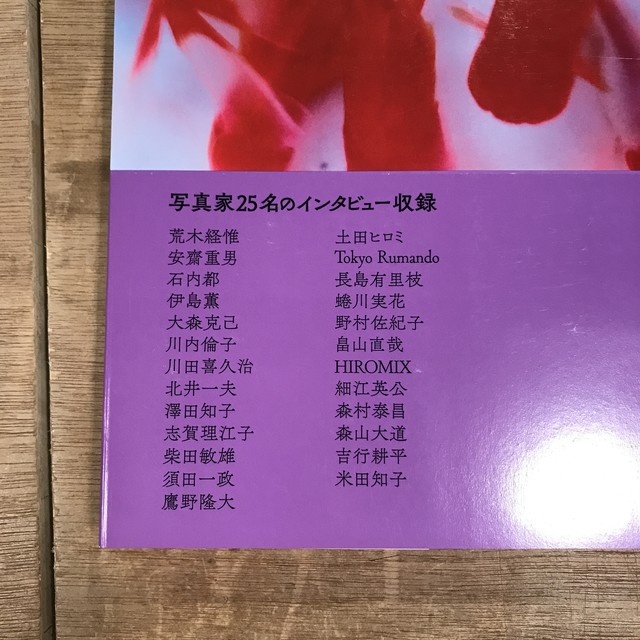 写真家25名のインタビュー収録
荒木経惟
安齋重男
石内都
伊島薫
大森克己
川内倫子
川田喜久治
北井一夫
澤田知子
志賀理江子
柴田敏雄
須田一政
鷹野隆大
土田ヒロミ
Tokyo Rumando
長島有里枝
蜷川実花
野村佐紀子
畠山直哉
HIROMIX
細江英公
森村泰昌
森山大道
吉行耕平
米田知子